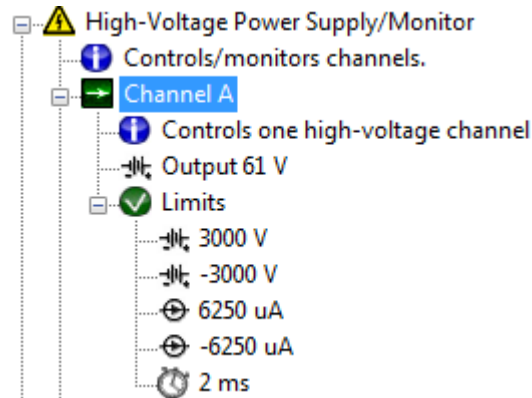 High-Voltage Power Supply/Monitor
Controls/monitors channels.
Channel A
Controls one high-voltage channel
Output 61 V
Limits
3000 V
-3000 V
6250 uA
-6250 uA
2 ms